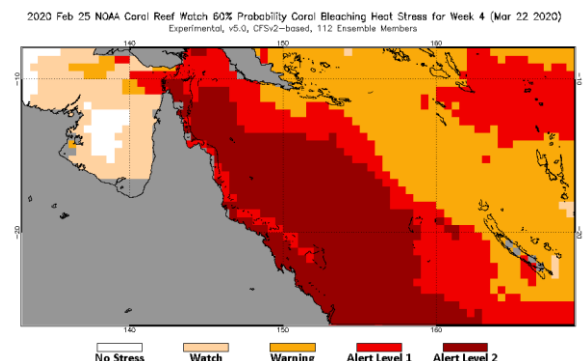 2020 Feb 25 NOAA Coral Reef Watch 60% Probability Coral Bleaching Heat Stress for Week 4 (Mar 22 2020)
Experimental, v5.0, CFSv2-based, 112 Ensemble Members
140 150 160
-10 -10
-20 -20
140 150 160
No Stress Watch Warning Alert Level 1 Alert Level 2